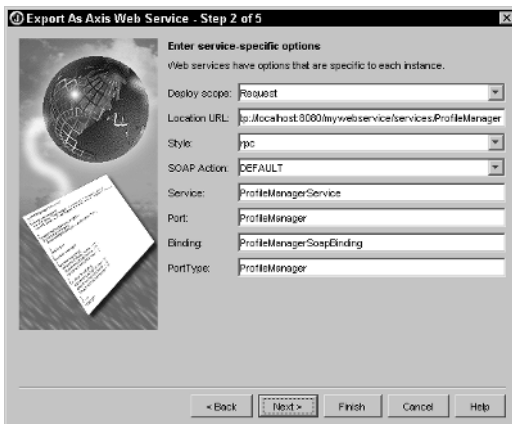 Export As Axis Web Service - Step 2 of 5
Enter service-specific options
Web services have options that are specific to each instance.
Deploy scope: Request
Location URL: tp://localhost:8080/mywebservice/services/ProfileManager
Style: rpc
SOAP Action: DEFAULT
Service: ProfileManagerService
Port: ProfileManager
Binding: ProfileManagerSoapBinding
PortType: ProfileManager
< Back Next > Finish Cancel Help